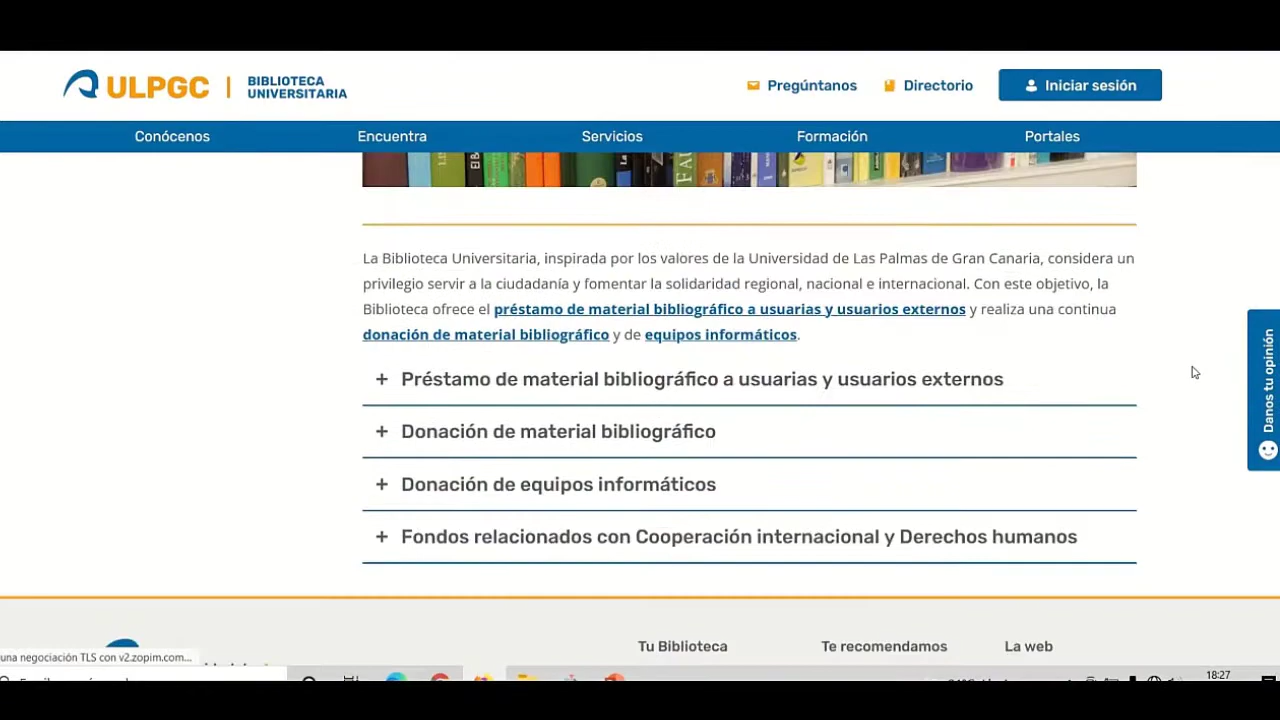 ULPGC
BIBLIOTECA
UNIVERSITARIA
Pregúntanos
Directorio
Iniciar sesión
Conócenos
Encuentra
Servicios
Formación
Portales
La Biblioteca Universitaria, inspirada por los valores de la Universidad de Las Palmas de Gran Canaria, considera un
privilegio servir a la ciudadanía y fomentar la solidaridad regional, nacional e internacional. Con este objetivo, la
Biblioteca ofrece el préstamo de material bibliográfico a usuarias y usuarios externos y realiza una continua
donación de material bibliográfico y de equipos informáticos.
+ Préstamo de material bibliográfico a usuarias y usuarios externos
+ Donación de material bibliográfico
+ Donación de equipos informáticos
+ Fondos relacionados con Cooperación internacional y Derechos humanos
Danos tu opinión
Tu Biblioteca
Te recomendamos
La web
una negociación TLS con v2.zopim.com...
18:27